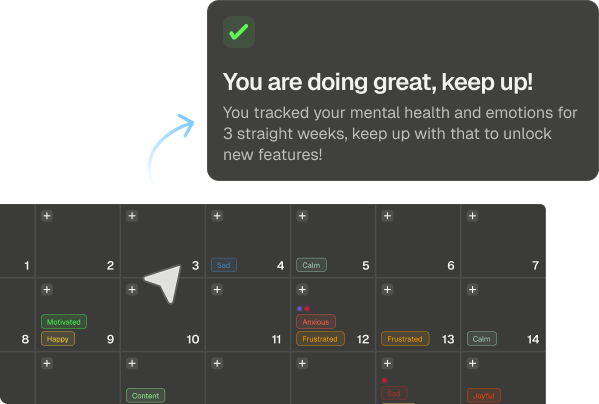 You are doing great, keep up!
You tracked your mental health and emotions for
3 straight weeks, keep up with that to unlock
new features!
+ + + + + +
1 2 3 Sad 4 Calm 5 6 7
+ + + + + +
Motivated Anxious
8 Happy 9 10 11 Frustrated 12 Frustrated 13 Calm 14
+ + + + + +
Content Sad Joyful